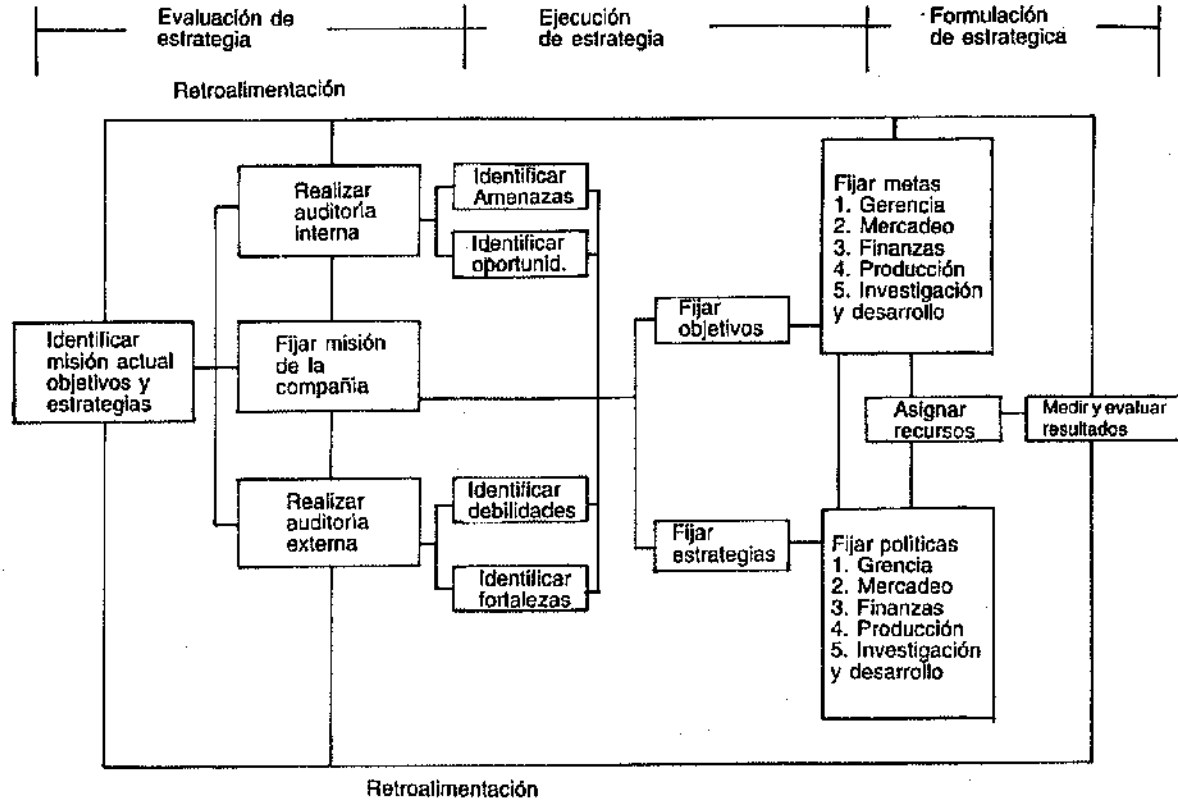 Evaluación de
estrategia
Ejecución
de estrategia
Formulación
de estrategica
Retroalimentación
Identificar
misión actual
objetivos y
estrategias
Realizar
auditoría
interna
Fijar misión
de la
compañia
Realizar
auditoría
externa
Identificar
Amenazas
Identificar
oportunid.
Identificar
debilidades
Identificar
fortalezas
Fijar
objetivos
Fijar
estrategias
Fijar metas
1. Gerencia
2. Mercadeo
3. Finanzas
4. Producción
5. Investigación
y desarrollo
Asignar
recursos
Medir y evaluar
resultados
Fijar políticas
1. Grencia
2. Mercadeo
3. Finanzas
4. Producción
5. Investigación
y desarrollo
Retroalimentación